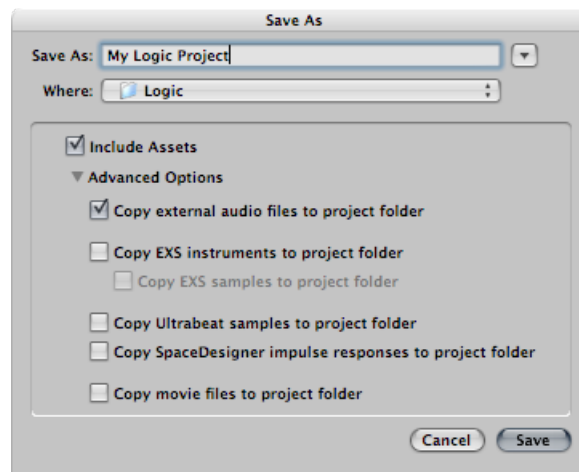 Save As
Save As: My Logic Project
Where: Logic
Include Assets
Advanced Options
Copy external audio files to project folder
Copy EXS instruments to project folder
Copy EXS samples to project folder
Copy Ultrabeat samples to project folder
Copy SpaceDesigner impulse responses to project folder
Copy movie files to project folder
Cancel Save